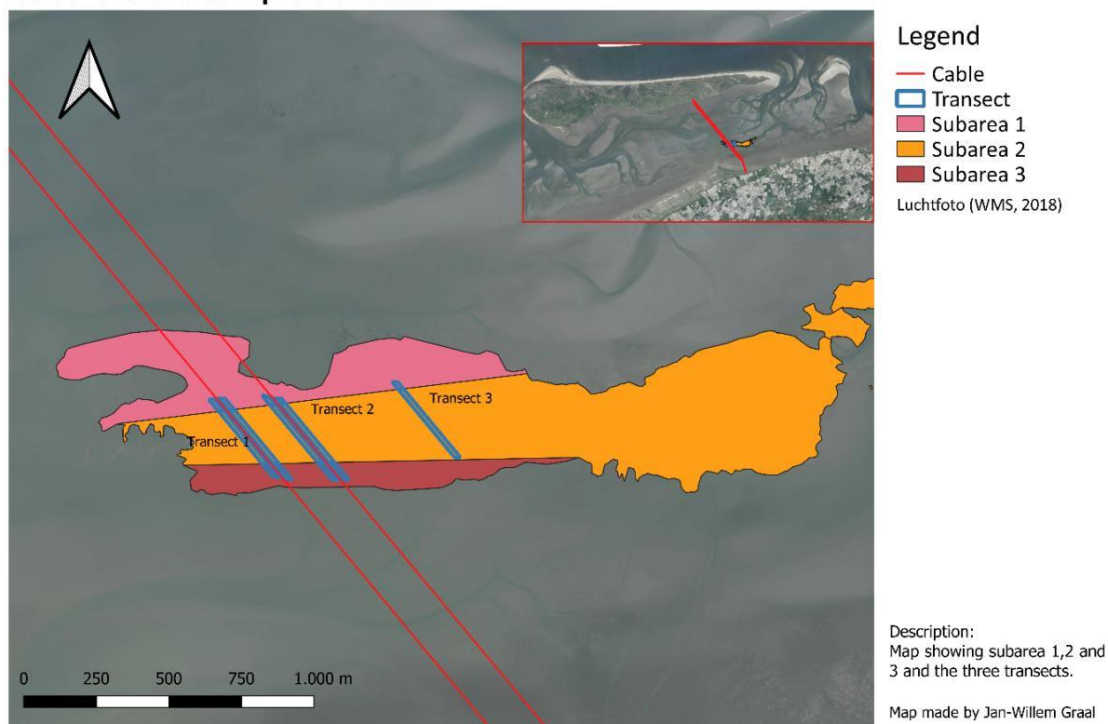 Legend
Cable
Transect
Subarea 1
Subarea 2
Subarea 3
Luchtfoto (WMS, 2018)
Transect 1
Transect 2
Transect 3
0 250 500 750 1.000 m
Description:
Map showing subarea 1,2 and
3 and the three transects.
Map made by Jan-Willem Graal